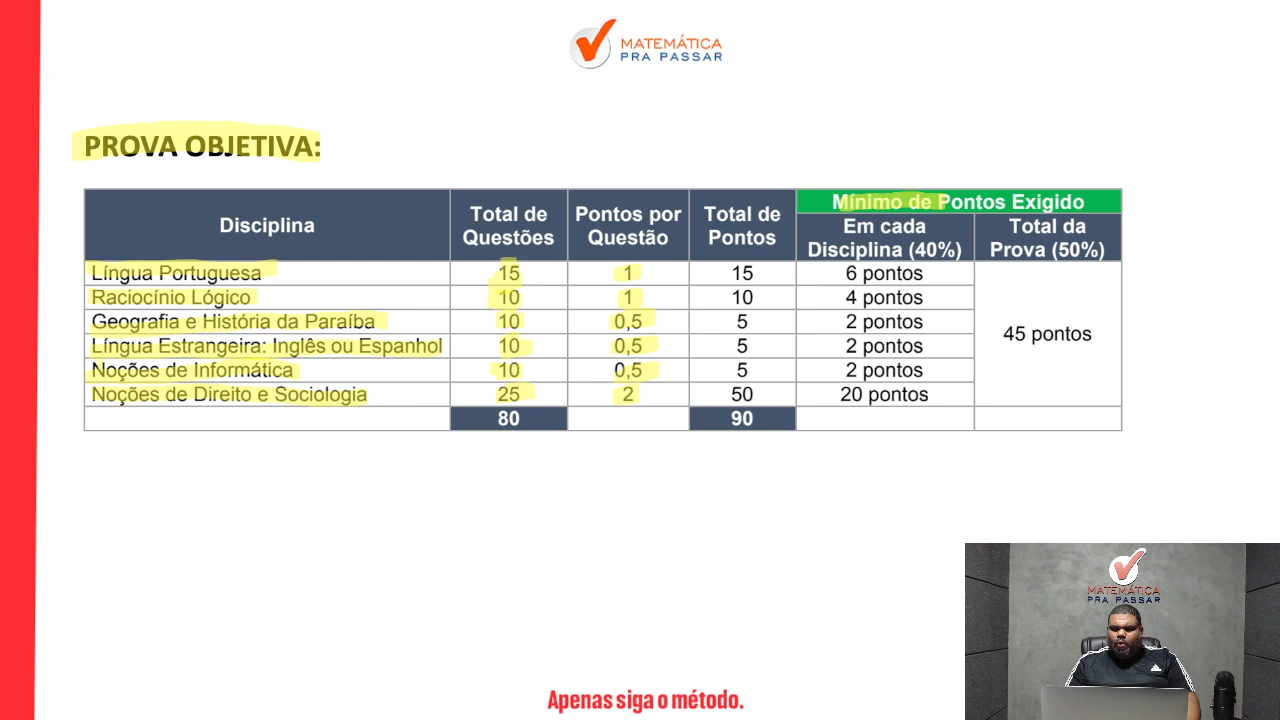 MATEMÁTICA
PRA PASSAR
PROVA OBJETIVA:
Disciplina
Total de
Questões
Pontos por
Questão
Total de
Pontos
Mínimo de Pontos Exigido
Em cada
Disciplina (40%)
Total da
Prova (50%)
Língua Portuguesa 15 1 15 6 pontos
Raciocínio Lógico 10 1 10 4 pontos
Geografia e História da Paraíba 10 0,5 5 2 pontos
Língua Estrangeira: Inglês ou Espanhol 10 0,5 5 2 pontos
Noções de Informática 10 0,5 5 2 pontos
Noções de Direito e Sociologia 25 2 50 20 pontos
45 pontos
80 90
MATEMÁTICA
PRA PASSAR
Apenas siga o método.